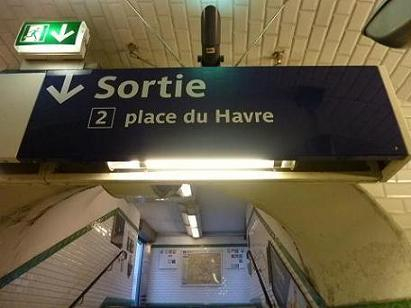 Sortie
2 place du Havre